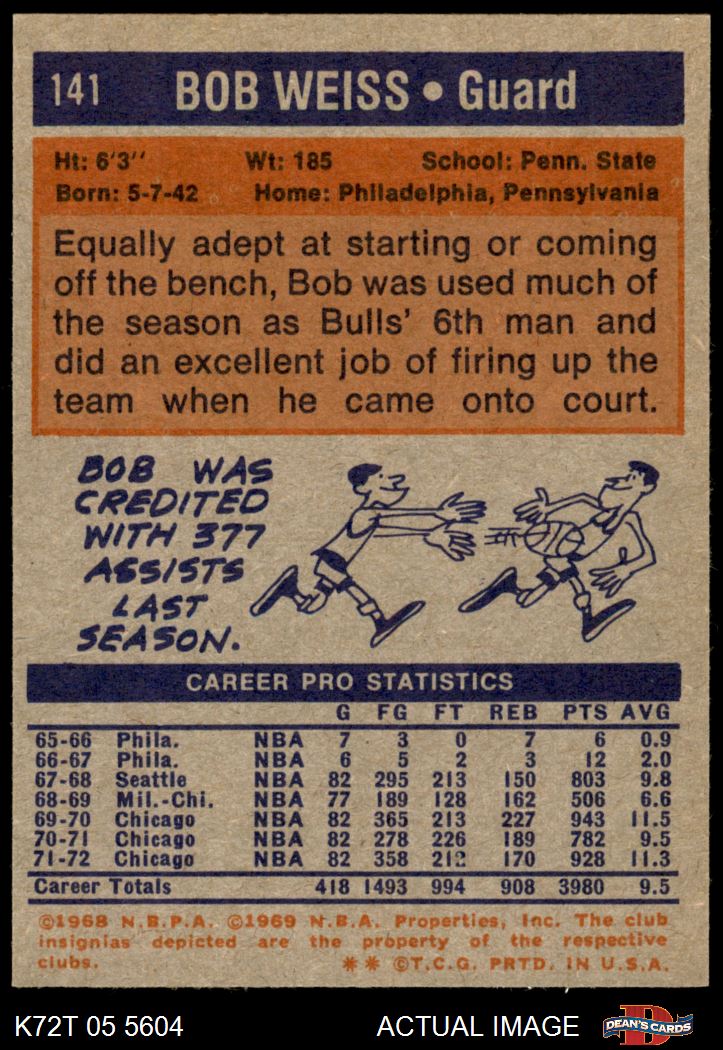 141 BOB WEISS • Guard
Ht: 6'3'' Wt: 185 School: Penn. State
Born: 5-7-42 Home: Philadelphia, Pennsylvania
Equally adept at starting or coming
off the bench, Bob was used much of
the season as Bulls' 6th man and
did an excellent job of firing up the
team when he came onto court.
BOB WAS
CREDITED
WITH 377
ASSISTS
LAST
SEASON.
CAREER PRO STATISTICS
G FG FT REB PTS AVG
65-66 Phila. NBA 7 3 0 7 6 0.9
66-67 Phila. NBA 6 5 2 3 12 2.0
67-68 Seattle NBA 82 295 213 150 803 9.8
68-69 Mil.-Chi. NBA 77 189 128 162 506 6.6
69-70 Chicago NBA 82 365 213 227 943 11.5
70-71 Chicago NBA 82 278 226 189 782 9.5
71-72 Chicago NBA 82 358 212 170 928 11.3
Career Totals 418 1493 994 908 3980 9.5
©1968 N.B.P.A. ©1969 N.B.A. Properties, Inc. The club
insignias depicted are the property of the respective
clubs. ** ©T.C.G. PRTD. IN U.S.A.
K72T 05 5604 ACTUAL IMAGE D DEAN'S CARDS